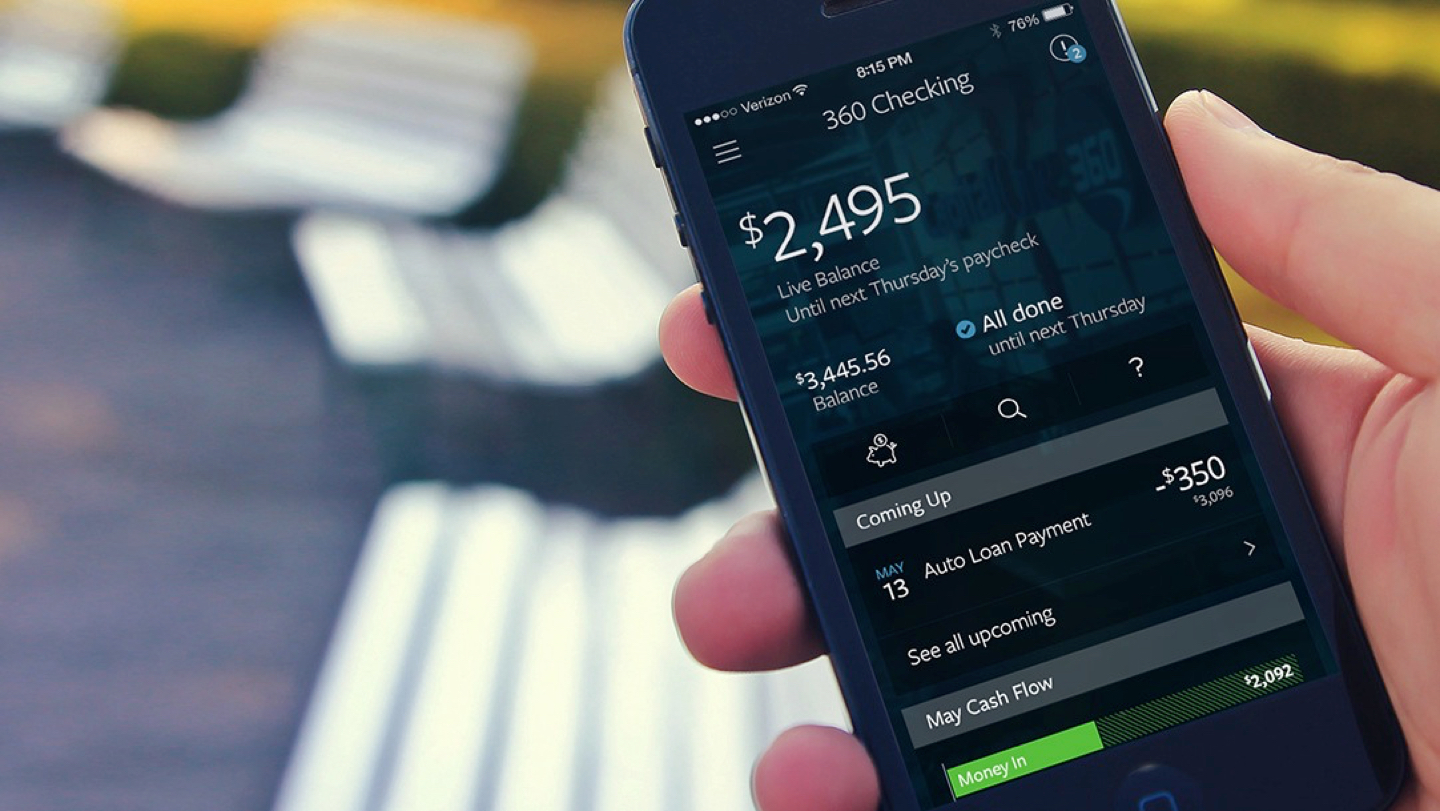 Verizon
8:15 PM
76%
360 Checking
2
$2,495
Live Balance
Until next Thursday's paycheck
$3,445.56
Balance
All done
until next Thursday
?
Coming Up
MAY
13
Auto Loan Payment
-$350
$3,096
See all upcoming
May Cash Flow
Money In
$2,092